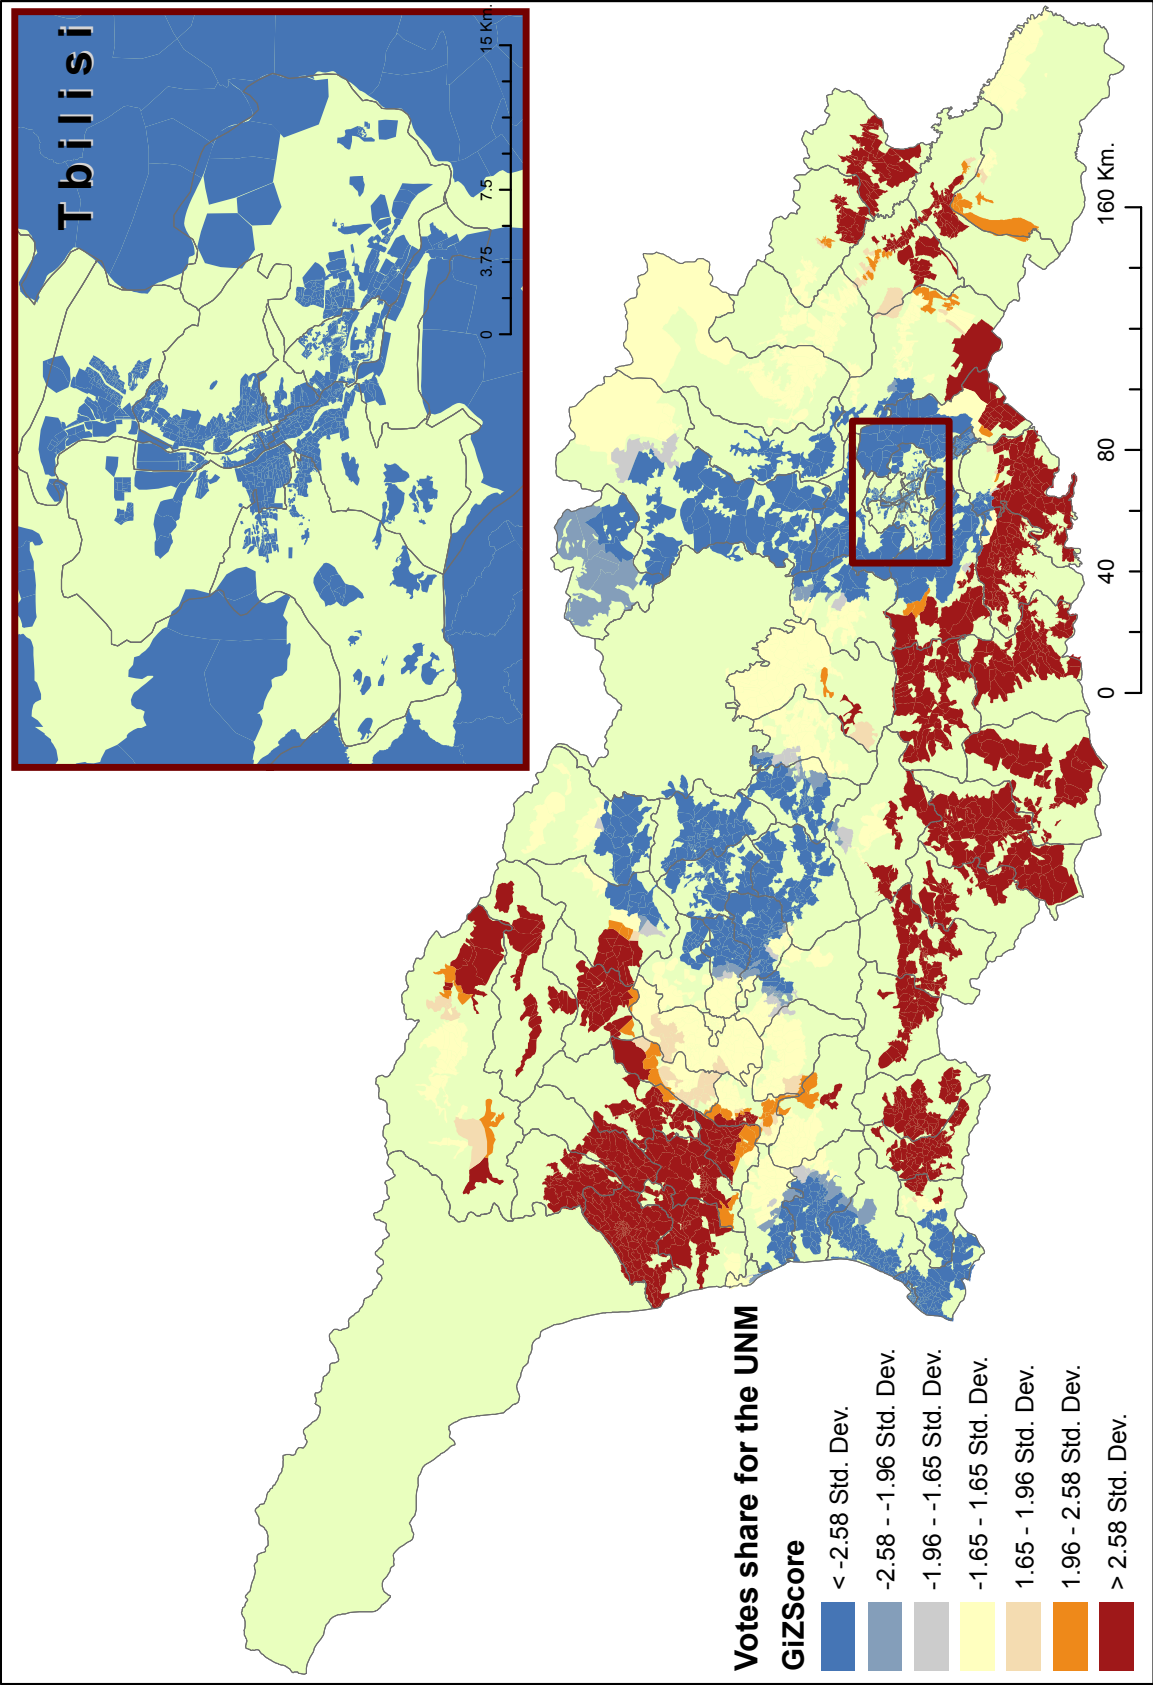 Tbilisi
0 3.75 7.5 15 Km.
Votes share for the UNM
GiZScore
< -2.58 Std. Dev.
-2.58 - -1.96 Std. Dev.
-1.96 - -1.65 Std. Dev.
-1.65 - 1.65 Std. Dev.
1.65 - 1.96 Std. Dev.
1.96 - 2.58 Std. Dev.
> 2.58 Std. Dev.
0 40 80 160 Km.